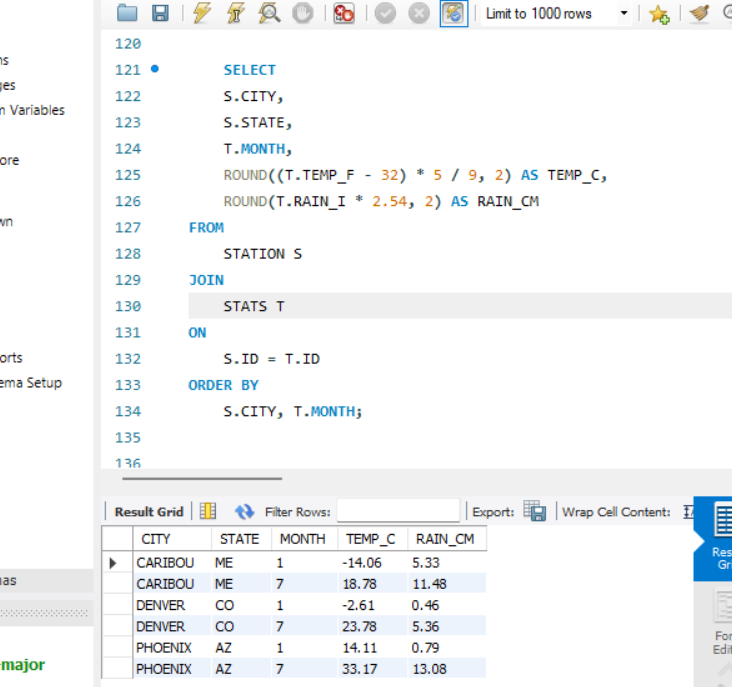 Limit to 1000 rows
ns
ges
m Variables
ore
wn
orts
ema Setup
nas
major
120
121 SELECT
122 S.CITY,
123 S.STATE,
124 T.MONTH,
125 ROUND((T.TEMP_F - 32) * 5 / 9, 2) AS TEMP_C,
126 ROUND(T.RAIN_I * 2.54, 2) AS RAIN_CM
127 FROM
128 STATION S
129 JOIN
130 STATS T
131 ON
132 S.ID = T.ID
133 ORDER BY
134 S.CITY, T.MONTH;
135
136
Result Grid Filter Rows: Export: Wrap Cell Content:
CITY STATE MONTH TEMP_C RAIN_CM
CARIBOU ME 1 -14.06 5.33
CARIBOU ME 7 18.78 11.48
DENVER CO 1 -2.61 0.46
DENVER CO 7 23.78 5.36
PHOENIX AZ 1 14.11 0.79
PHOENIX AZ 7 33.17 13.08
Res
Gri
For
Edit